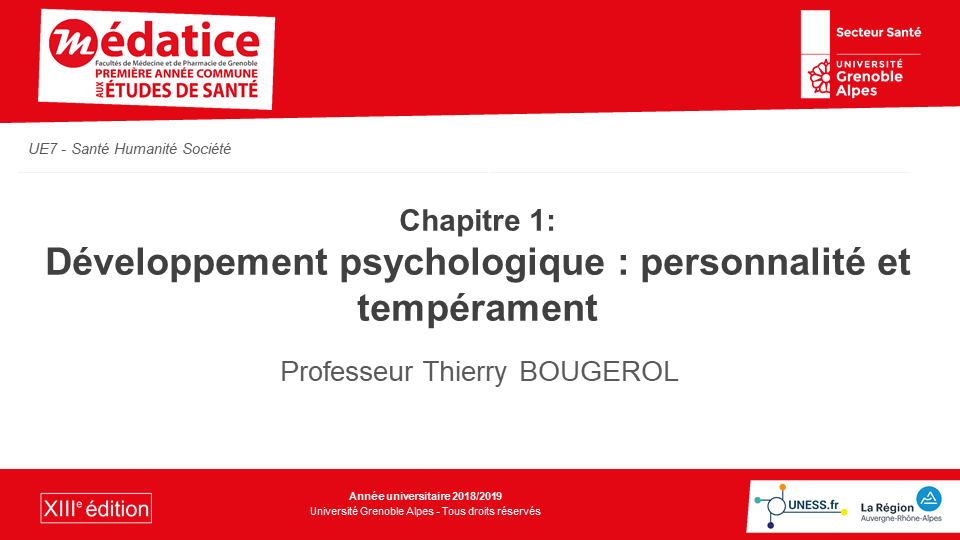 médatice
Facultés de Médecine et de Pharmacie de Grenoble
PREMIÈRE ANNÉE COMMUNE
AUX ÉTUDES DE SANTÉ
Secteur Santé
UNIVERSITÉ
Grenoble
Alpes
UE7 - Santé Humanité Société
Chapitre 1:
Développement psychologique : personnalité et
tempérament
Professeur Thierry BOUGEROL
XIIIe édition
Année universitaire 2018/2019
Université Grenoble Alpes - Tous droits réservés
UNESS.fr
La Région
Auvergne-Rhône-Alpes